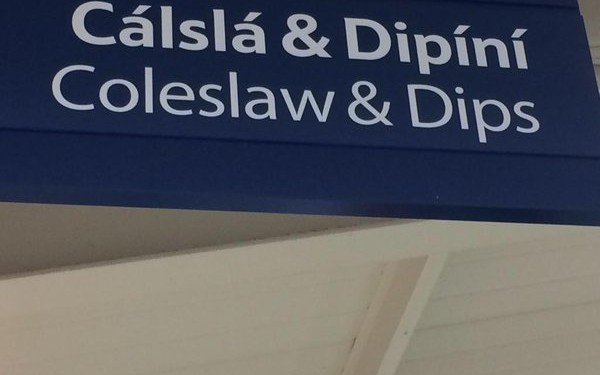 Cálslá & Dipíní
Coleslaw & Dips